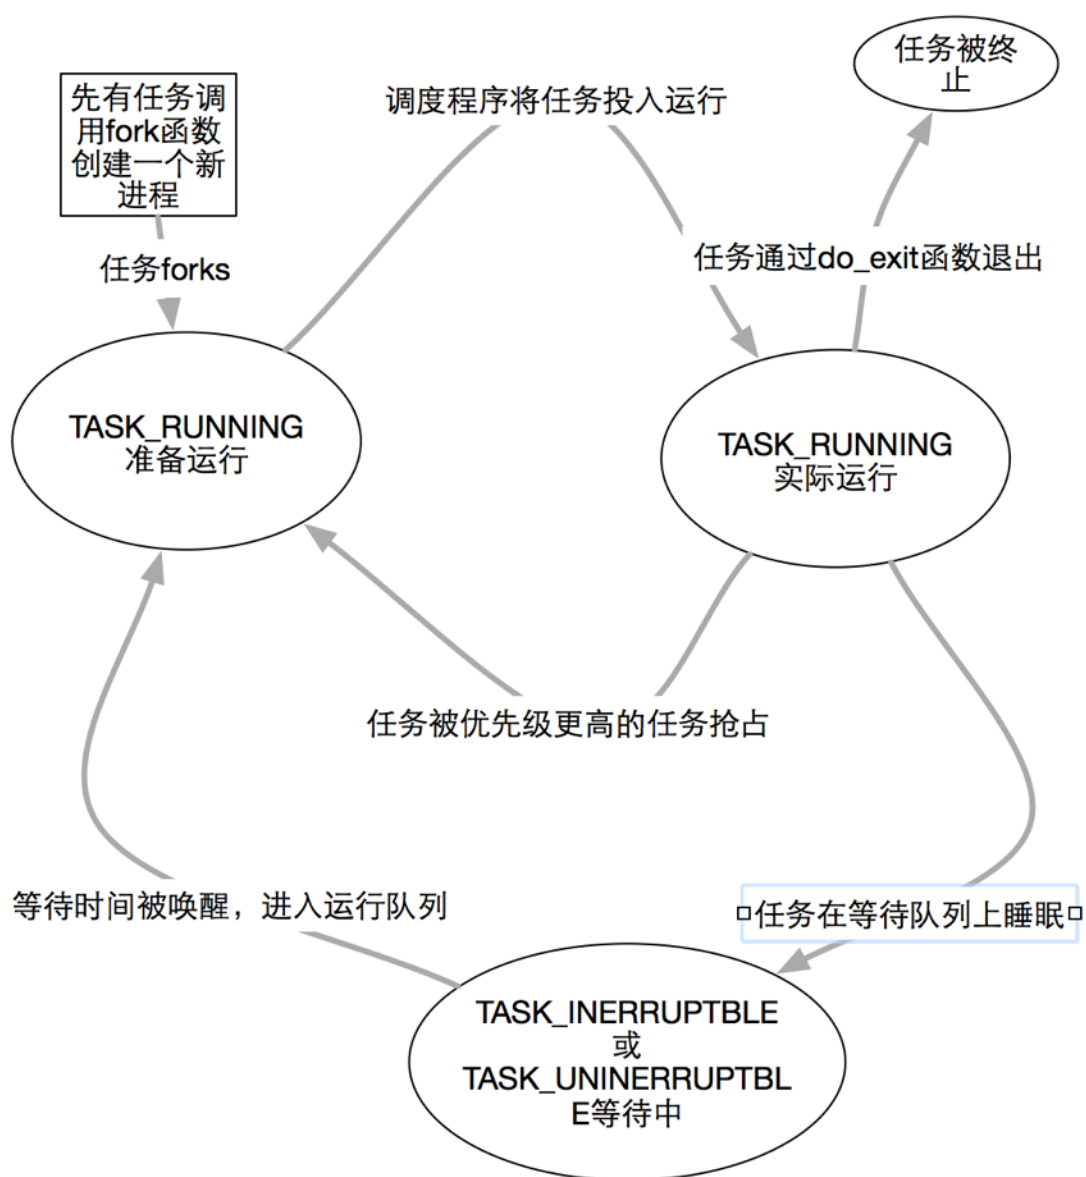 任务被终
止
先有任务调
用fork函数
创建一个新
进程
调度程序将任务投入运行
任务forks
任务通过do_exit函数退出
TASK_RUNNING
准备运行
TASK_RUNNING
实际运行
任务被优先级更高的任务抢占
等待时间被唤醒，进入运行队列
任务在等待队列上睡眠
TASK_INERRUPTBLE
或
TASK_UNINERRUPTBL
E等待中